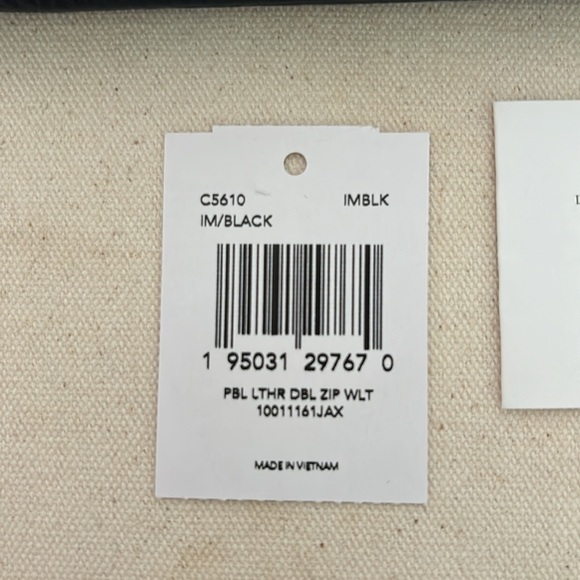 C5610 IMBLK
IM/BLACK
1 95031 29767 0
PBL LTHR DBL ZIP WLT
10011161JAX
MADE IN VIETNAM